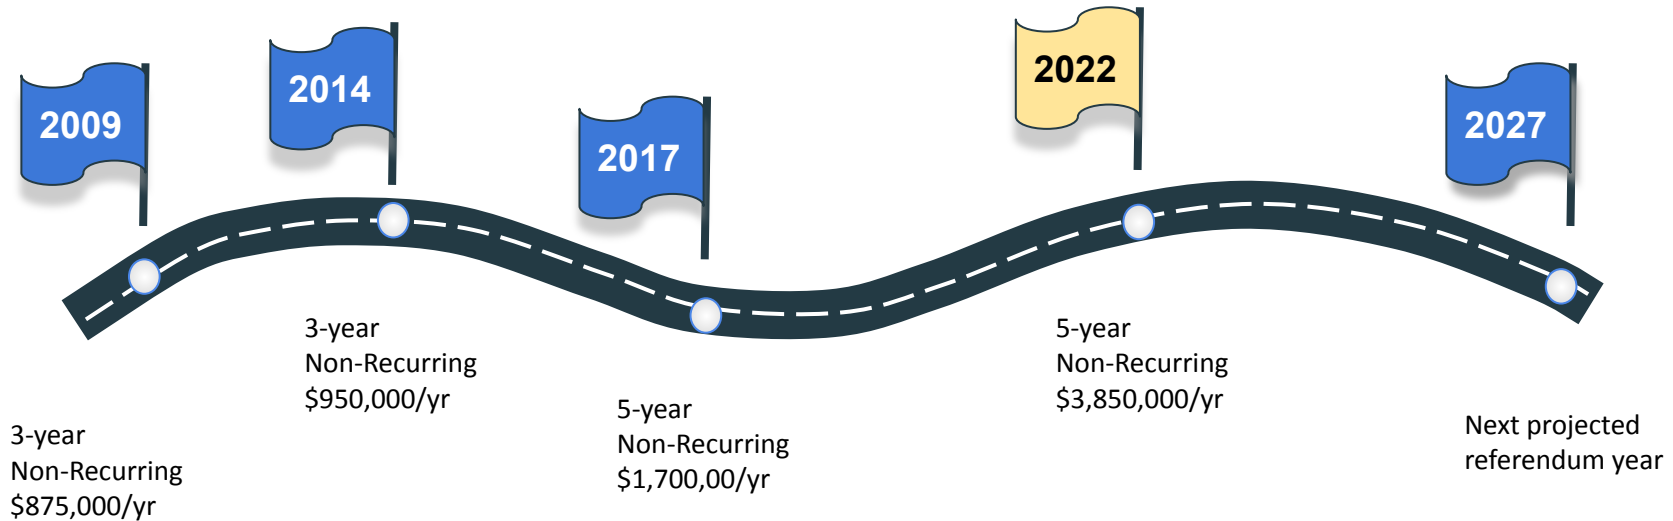 2009
3-year
Non-Recurring
$875,000/yr
2014
3-year
Non-Recurring
$950,000/yr
2017
5-year
Non-Recurring
$1,700,00/yr
2022
5-year
Non-Recurring
$3,850,000/yr
2027
Next projected
referendum year